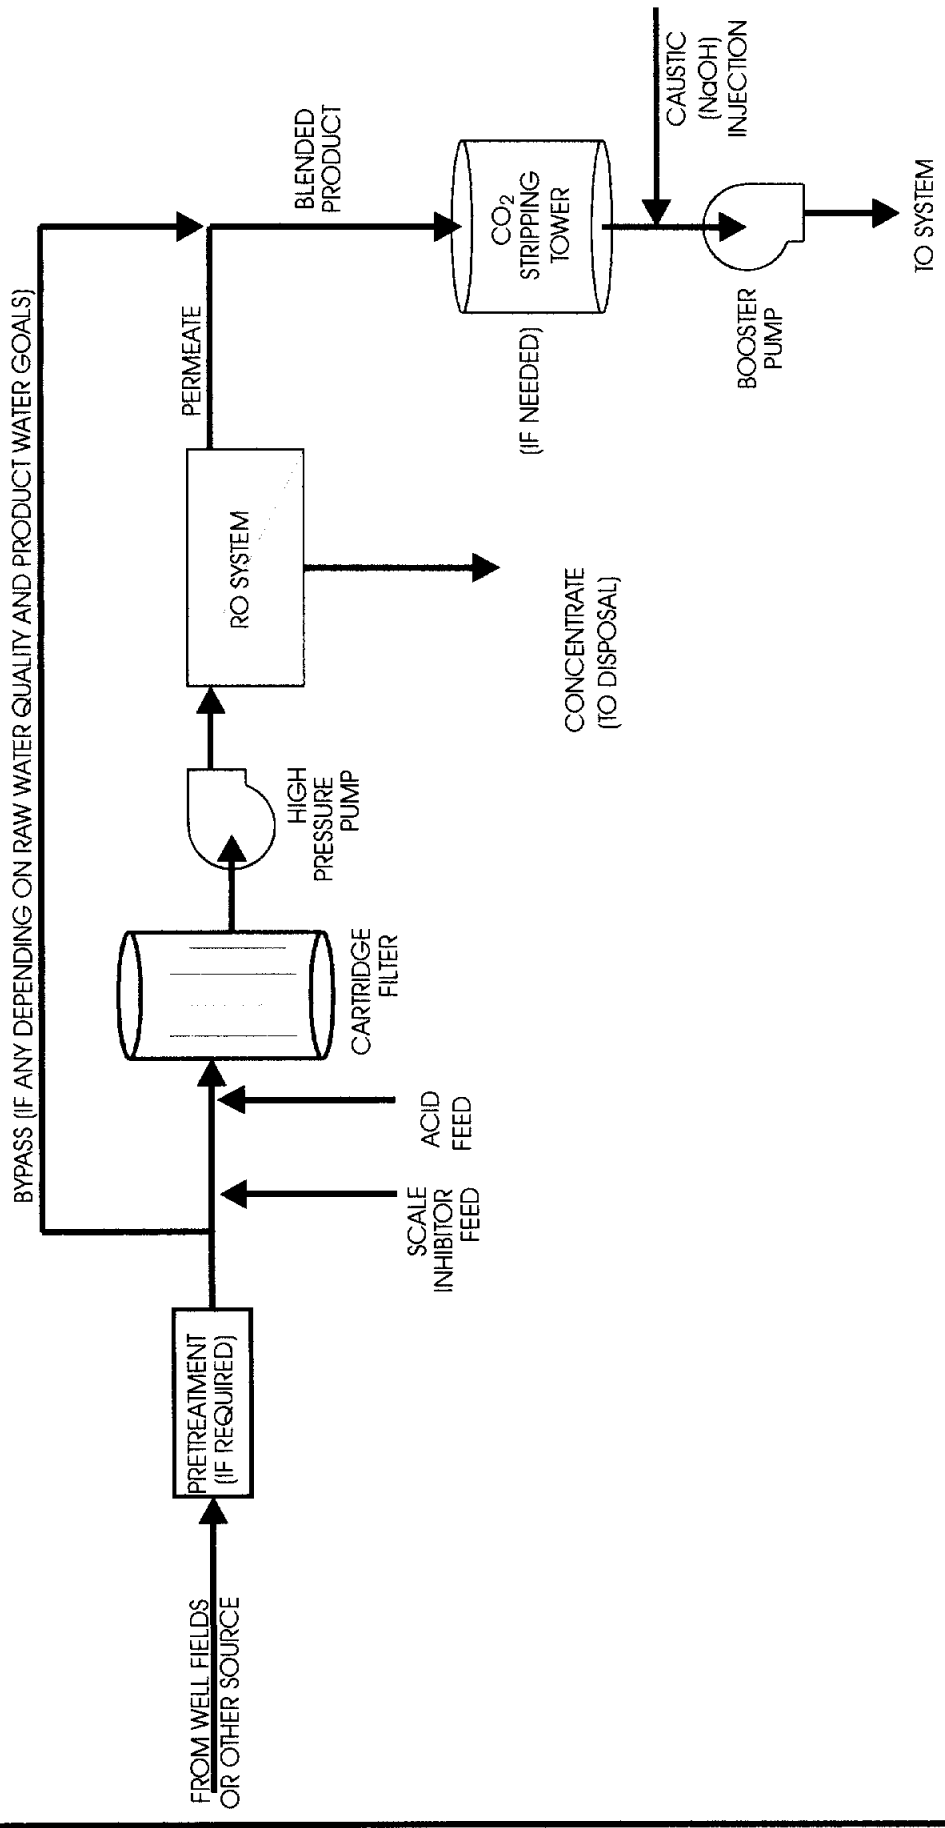 BYPASS (IF ANY DEPENDING ON RAW WATER QUALITY AND PRODUCT WATER GOALS)
FROM WELL FIELDS
OR OTHER SOURCE
PRETREATMENT
(IF REQUIRED)
SCALE
INHIBITOR
FEED
ACID
FEED
CARTRIDGE
FILTER
HIGH
PRESSURE
PUMP
RO SYSTEM
CONCENTRATE
(TO DISPOSAL)
PERMEATE
BLENDED
PRODUCT
CO₂
STRIPPING
TOWER
(IF NEEDED)
CAUSTIC
(NaOH)
INJECTION
BOOSTER
PUMP
TO SYSTEM